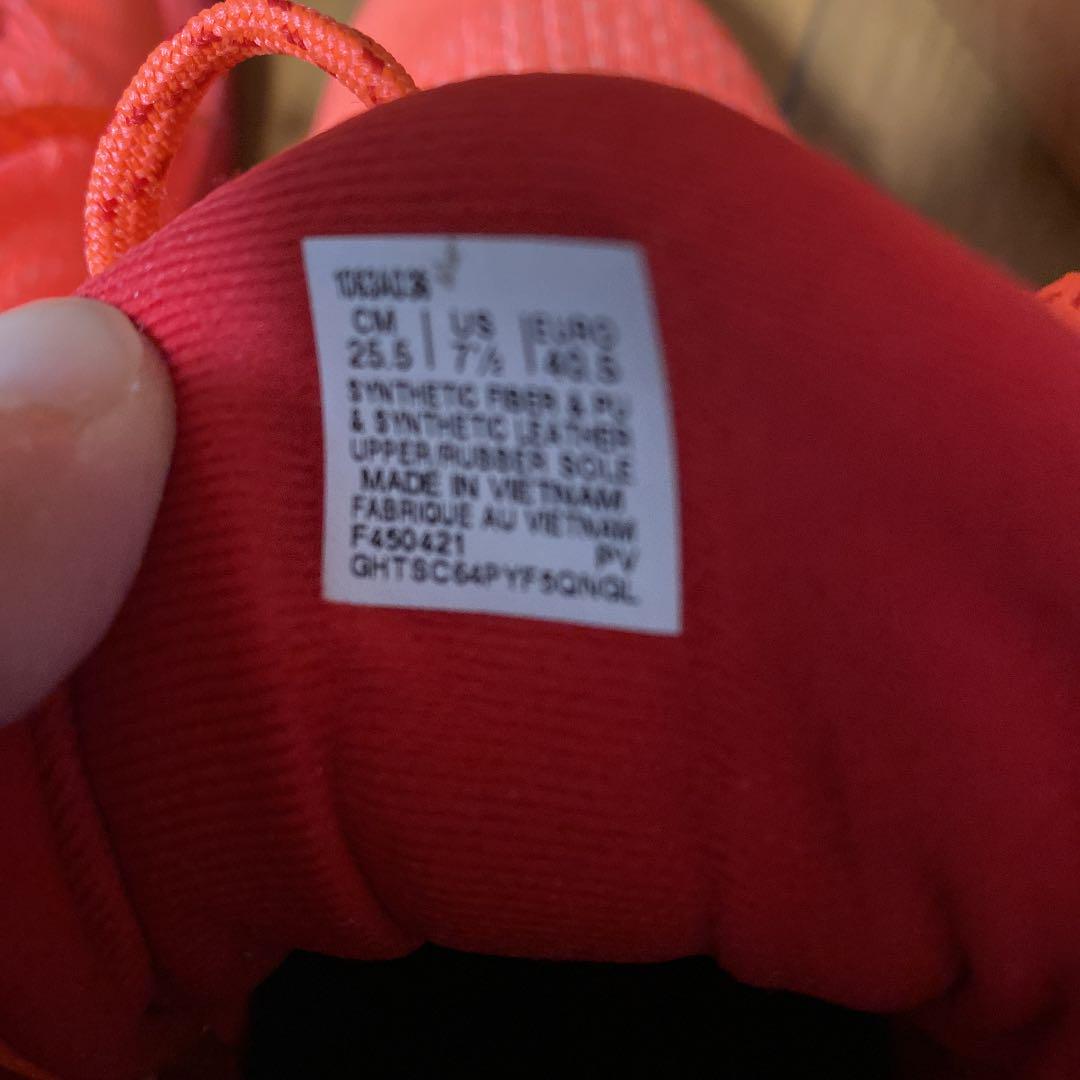 CM | US | EURO
25.5 | 7½ | 40.5
SYNTHETIC FIBER & PU
& SYNTHETIC LEATHER
UPPER/RUBBER SOLE
MADE IN VIETNAM
FABRIQUE AU VIETNAM
F450421 PV